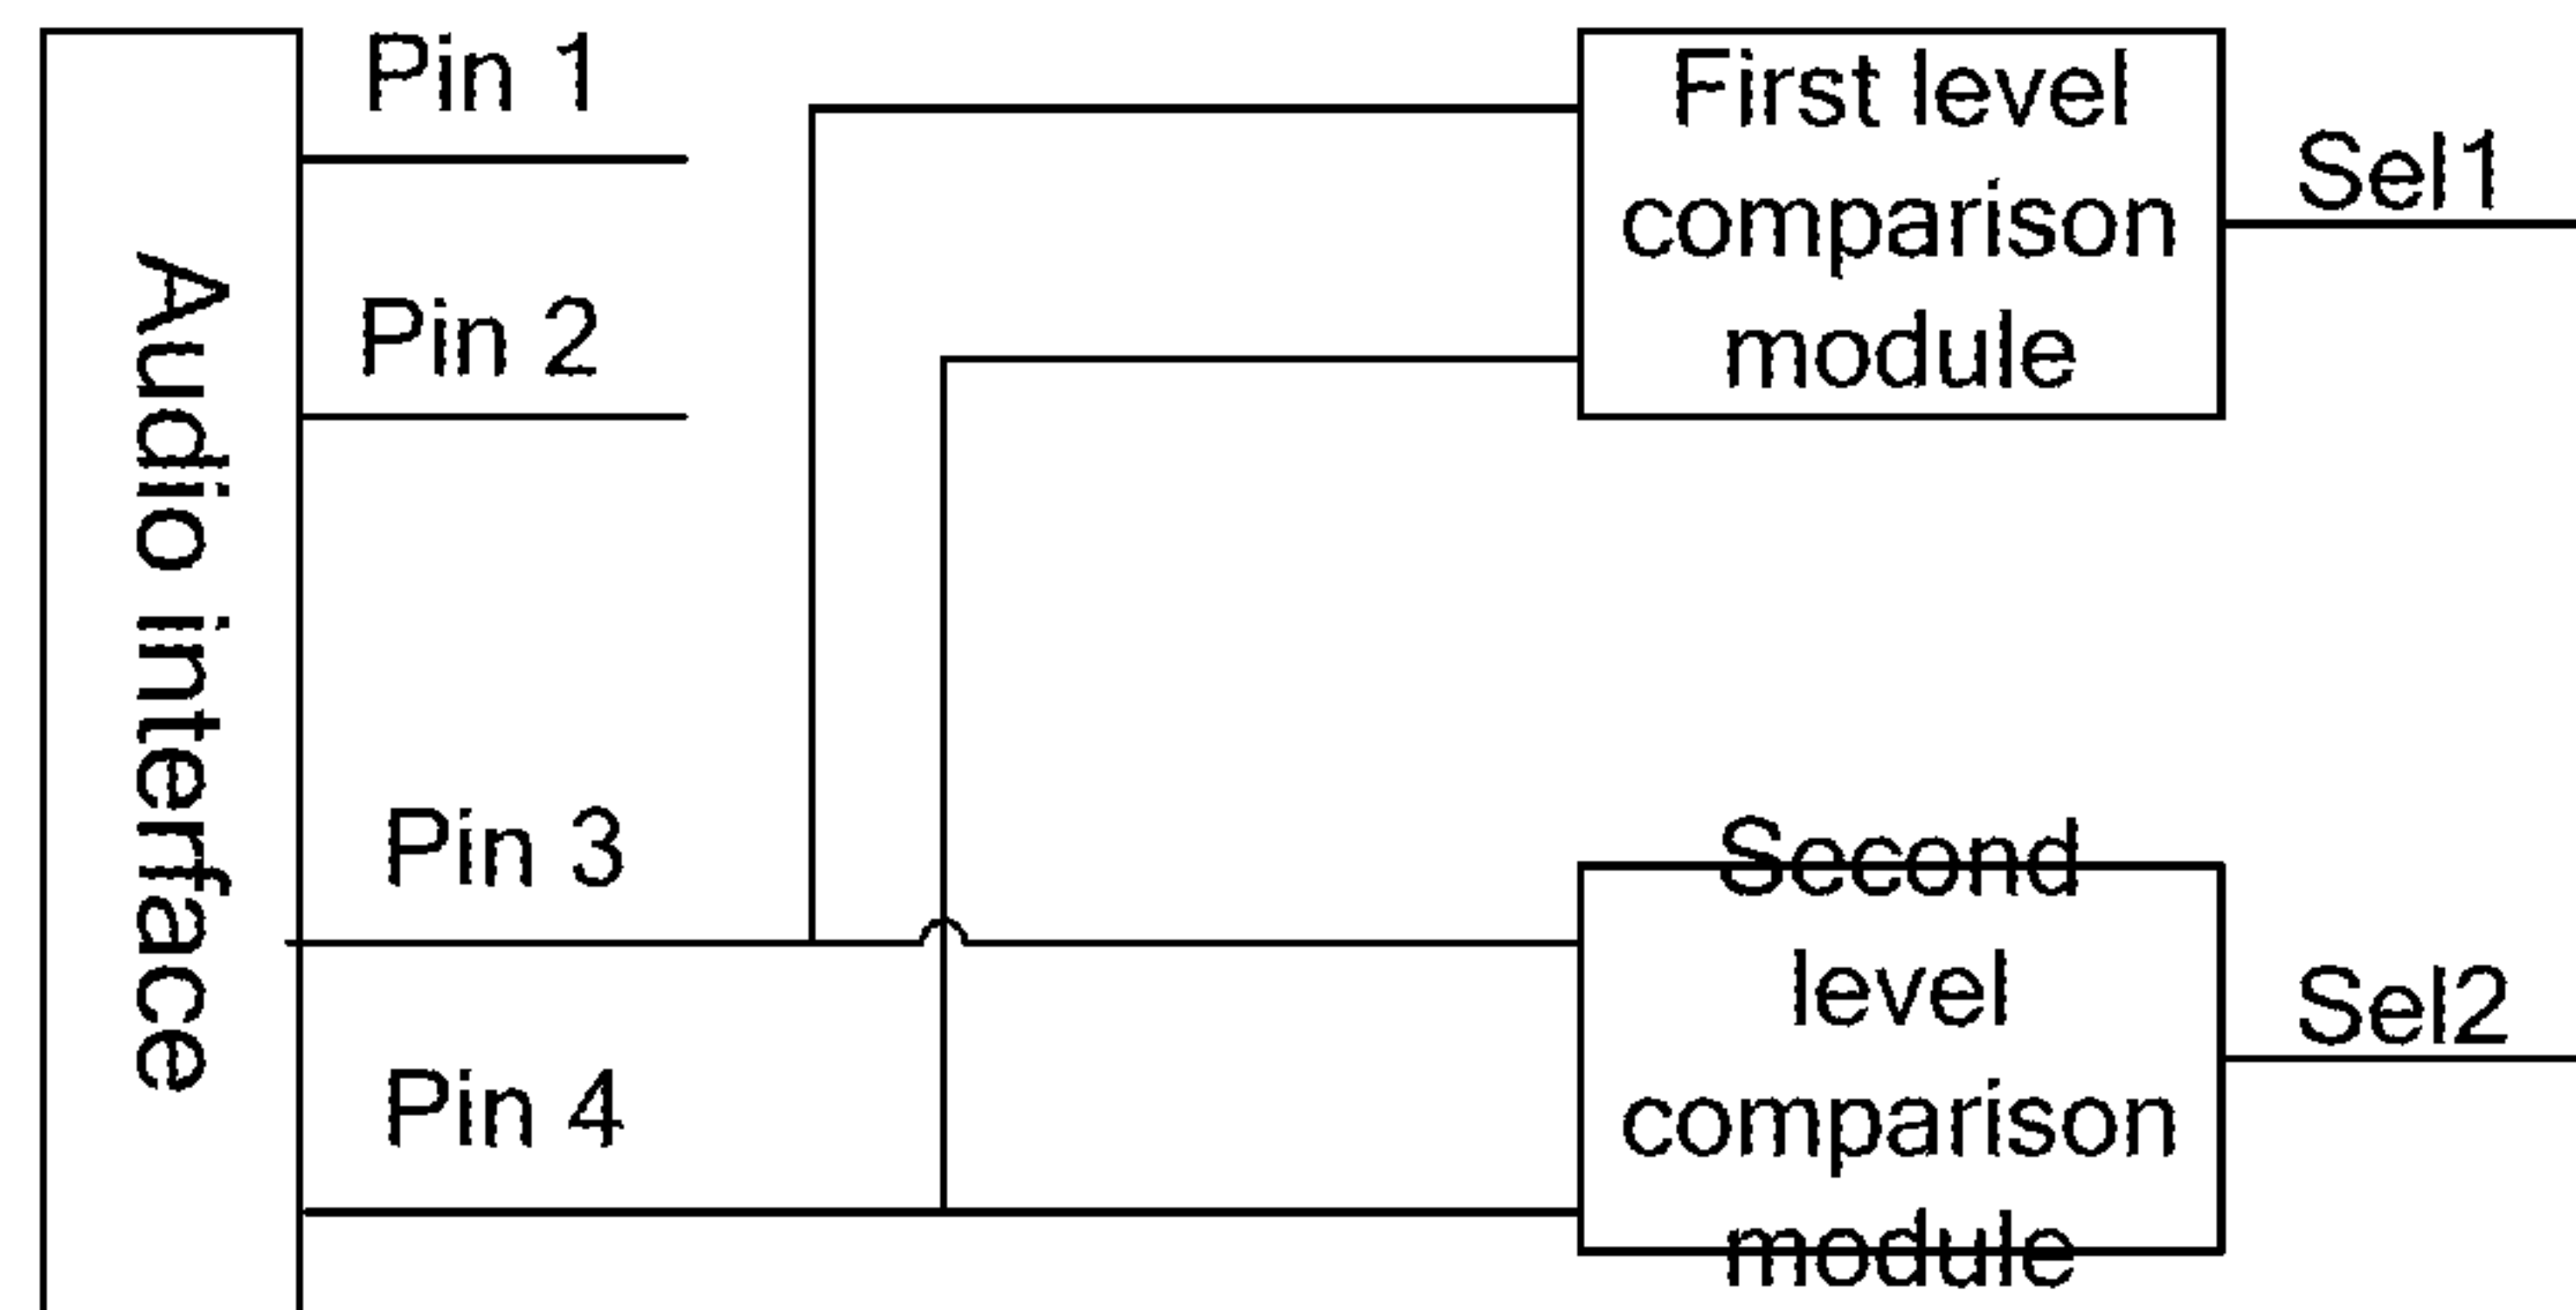 Audio interface
Pin 1
Pin 2
Pin 3
Pin 4
First level
comparison
module
Sel1
Second
level
comparison
module
Sel2